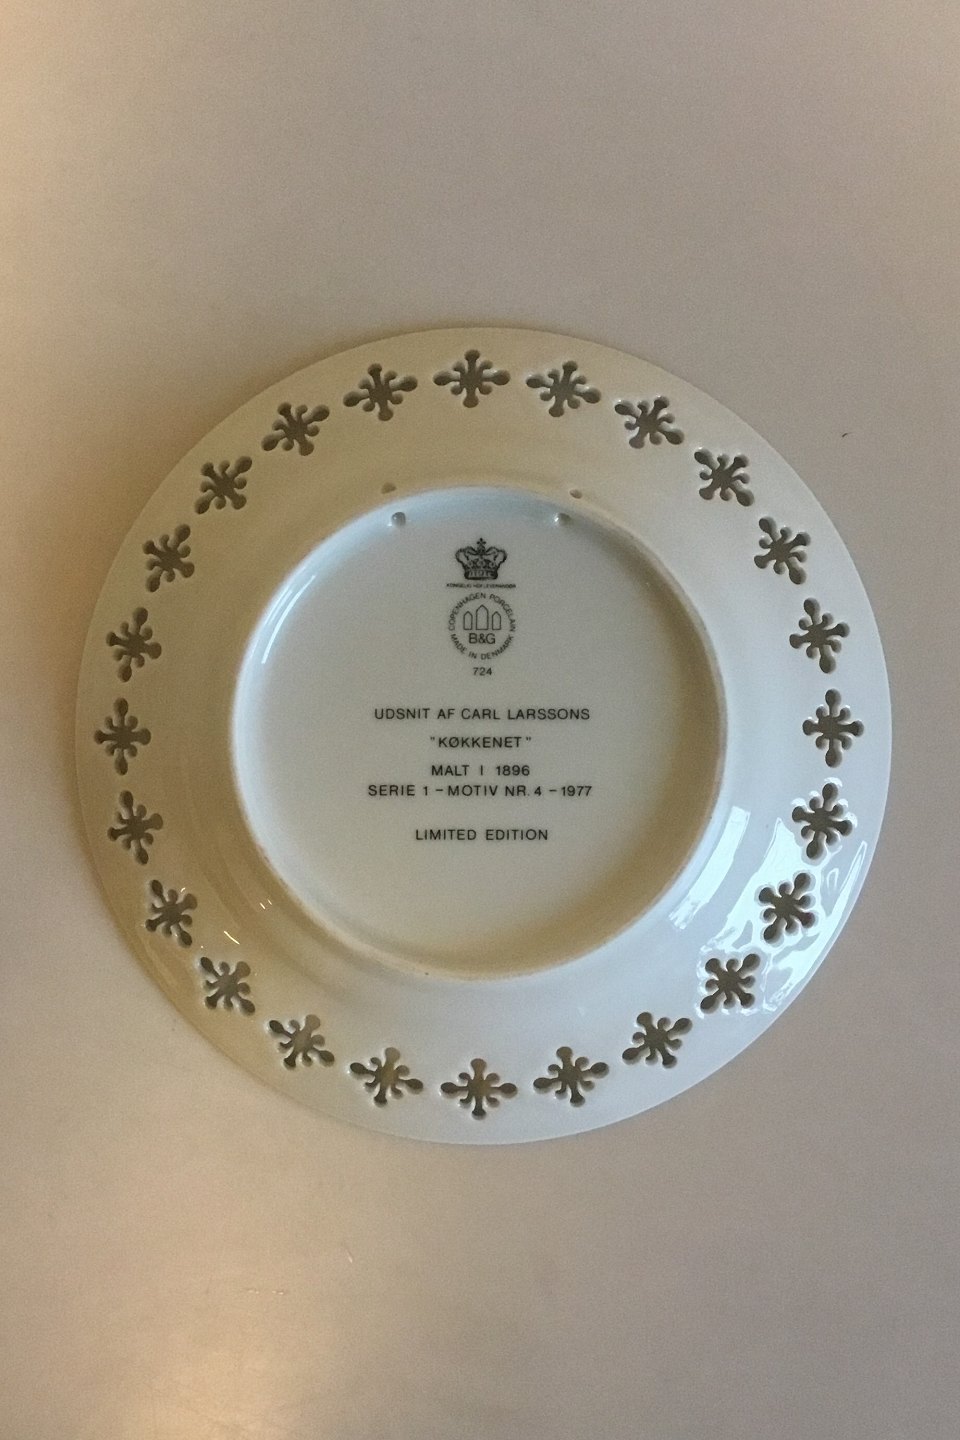 KONGELIG HOF-LEVERANDØR
COPENHAGEN PORCELAIN
B&G
MADE IN DENMARK
724
UDSNIT AF CARL LARSSONS
"KØKKENET"
MALT I 1896
SERIE 1 - MOTIV NR. 4 - 1977
LIMITED EDITION